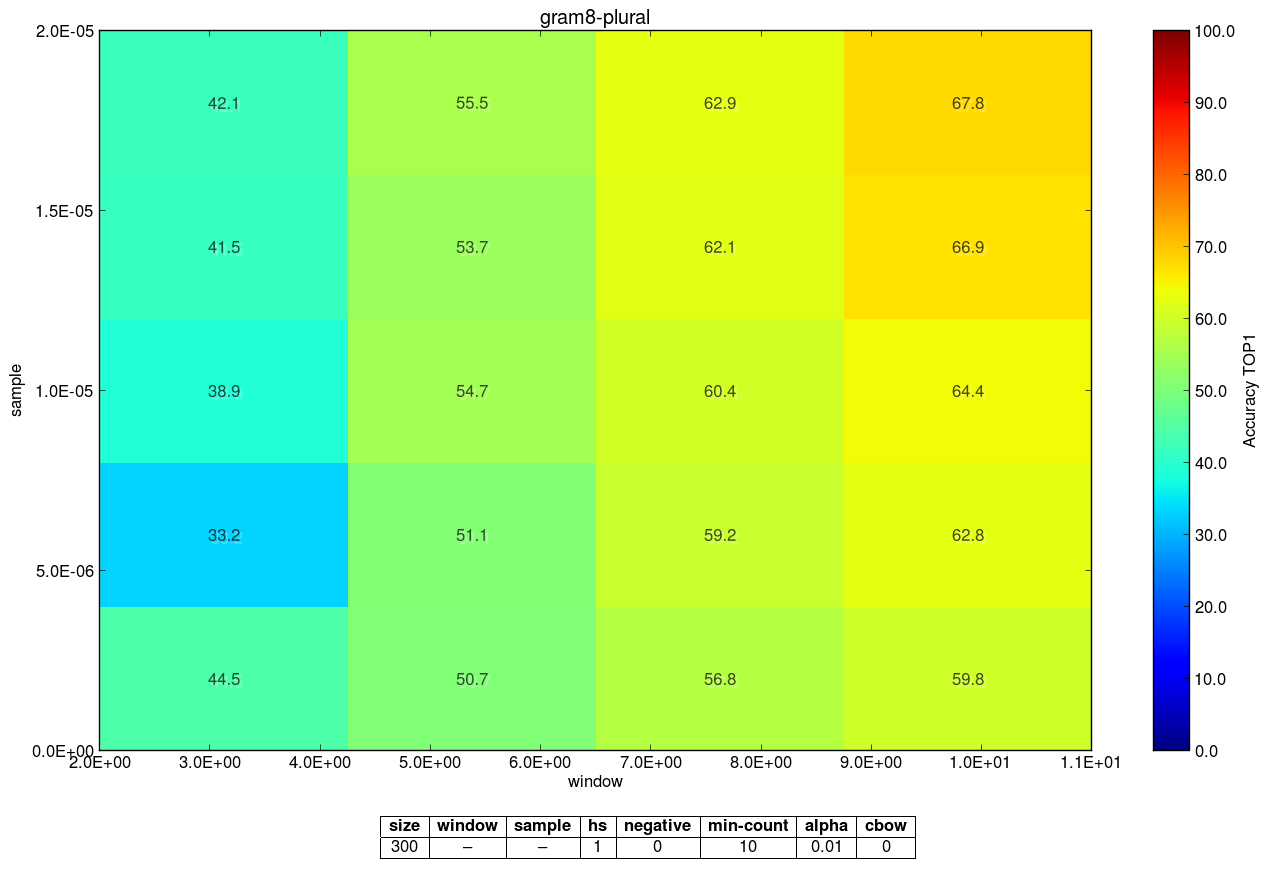 gram8-plural
2.0E-05
100.0
42.1 55.5 62.9 67.8
90.0
80.0
1.5E-05
41.5 53.7 62.1 66.9
70.0
60.0
sample
1.0E-05
38.9 54.7 60.4 64.4
50.0
Accuracy TOP1
40.0
33.2 51.1 59.2 62.8
30.0
5.0E-06
20.0
44.5 50.7 56.8 59.8
10.0
0.0E+00
0.0
2.0E+00 3.0E+00 4.0E+00 5.0E+00 6.0E+00 7.0E+00 8.0E+00 9.0E+00 1.0E+01 1.1E+01
window
size window sample hs negative min-count alpha cbow
300 – – 1 0 10 0.01 0